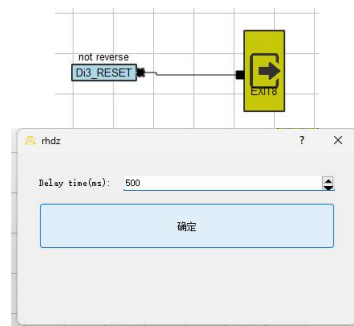 not reverse
Di3_RESET
EXIT8
rhdz
Delay time(ms): 500
确定